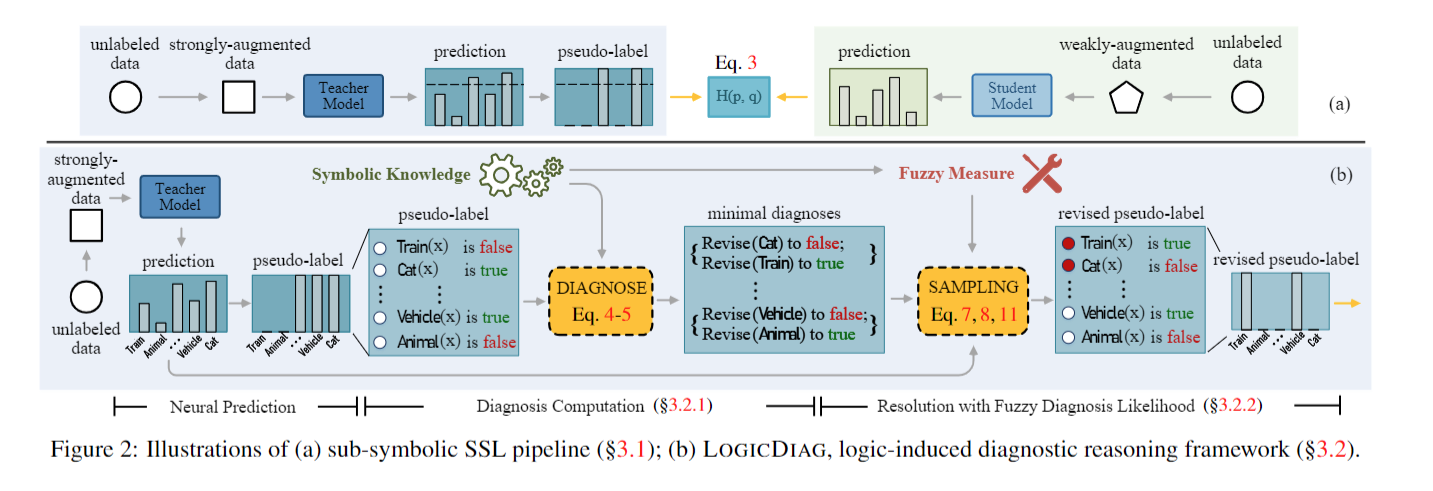 unlabeled
data
strongly-augmented
data
Teacher
Model
prediction
pseudo-label
Eq. 3
H(p, q)
prediction
Student
Model
weakly-augmented
data
unlabeled
data
(a)
strongly-
augmented
data
Teacher
Model
unlabeled
data
prediction
Train
Animal
...
Vehicle
Cat
pseudo-label
Train
Animal
...
Vehicle
Cat
Symbolic Knowledge
Fuzzy Measure
(b)
pseudo-label
Train(x) is false
Cat(x) is true
⋮ ⋮
Vehicle(x) is true
Animal(x) is false
DIAGNOSE
Eq. 4-5
minimal diagnoses
{ Revise(Cat) to false;
Revise(Train) to true }
⋮
{ Revise(Vehicle) to false;
Revise(Animal) to true }
SAMPLING
Eq. 7, 8, 11
revised pseudo-label
Train(x) is true
Cat(x) is false
⋮ ⋮
Vehicle(x) is true
Animal(x) is false
revised pseudo-label
Train
Animal
...
Vehicle
Cat
Neural Prediction
Diagnosis Computation (§3.2.1)
Resolution with Fuzzy Diagnosis Likelihood (§3.2.2)
Figure 2: Illustrations of (a) sub-symbolic SSL pipeline (§3.1); (b) LOGICDIAG, logic-induced diagnostic reasoning framework (§3.2).